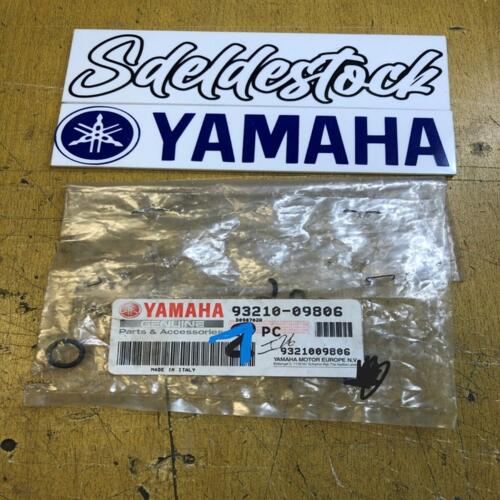 Sdeldestock
YAMAHA
YAMAHA 93210-09806
GENUINE
Parts & Accessories
PC
1
9321009806
YAMAHA MOTOR EUROPE N.V.
MADE IN ITALY